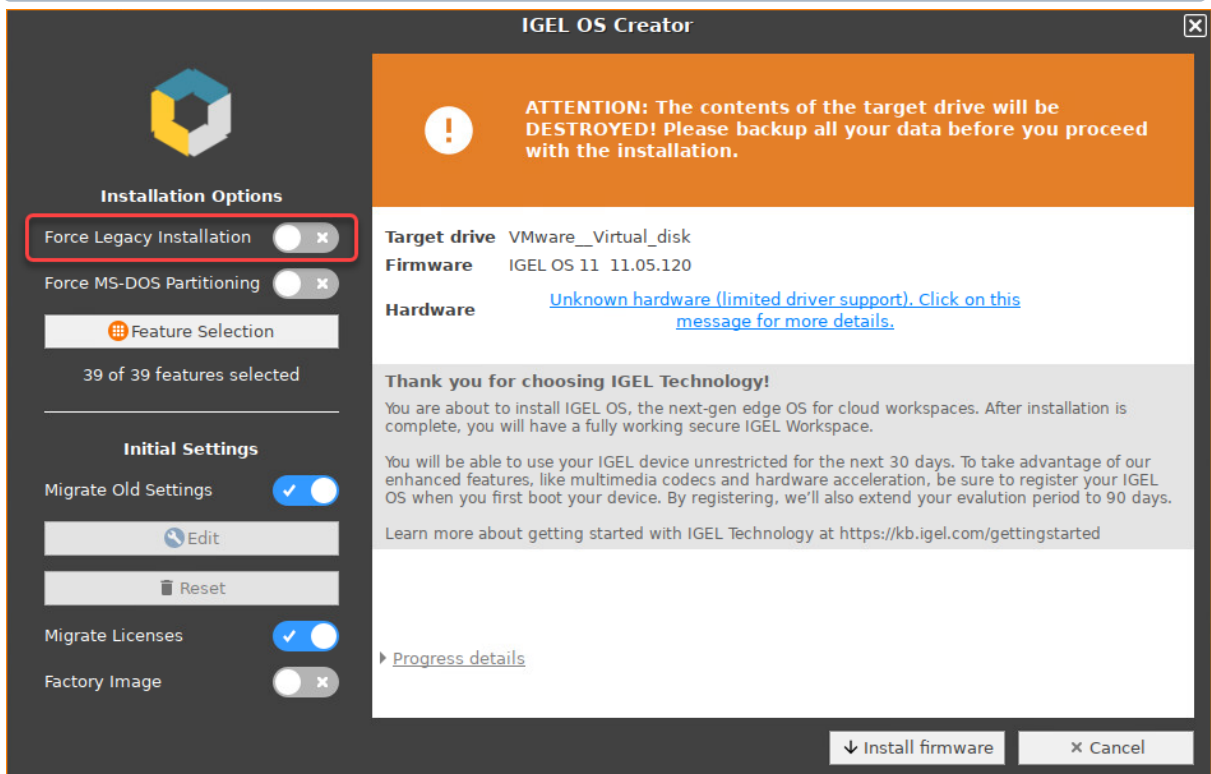 IGEL OS Creator
Installation Options
Force Legacy Installation
Force MS-DOS Partitioning
Feature Selection
39 of 39 features selected
Initial Settings
Migrate Old Settings
Edit
Reset
Migrate Licenses
Factory Image
ATTENTION: The contents of the target drive will be
DESTROYED! Please backup all your data before you proceed
with the installation.
Target drive VMware__Virtual_disk
Firmware IGEL OS 11 11.05.120
Hardware Unknown hardware (limited driver support). Click on this
message for more details.
Thank you for choosing IGEL Technology!
You are about to install IGEL OS, the next-gen edge OS for cloud workspaces. After installation is
complete, you will have a fully working secure IGEL Workspace.
You will be able to use your IGEL device unrestricted for the next 30 days. To take advantage of our
enhanced features, like multimedia codecs and hardware acceleration, be sure to register your IGEL
OS when you first boot your device. By registering, we'll also extend your evalution period to 90 days.
Learn more about getting started with IGEL Technology at https://kb.igel.com/gettingstarted
Progress details
Install firmware
Cancel